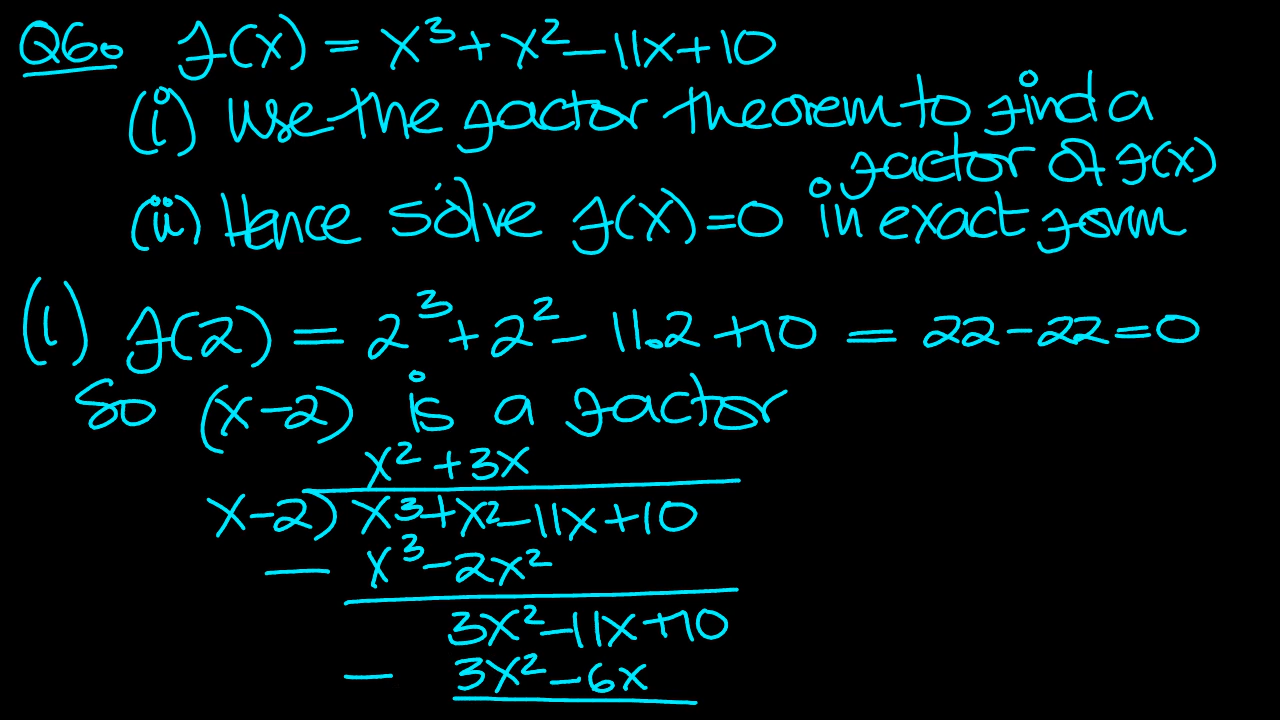 Q6. f(x) = x³+x²-11x+10
(i) Use the factor theorem to find a
factor of f(x)
(ii) Hence solve f(x)=0 in exact form
(i) f(2) = 2³+2²-11.2+10 = 22-22=0
So (x-2) is a factor
x²+3x
x-2)x³+x²-11x+10
- x³-2x²
3x²-11x+10
- 3x²-6x